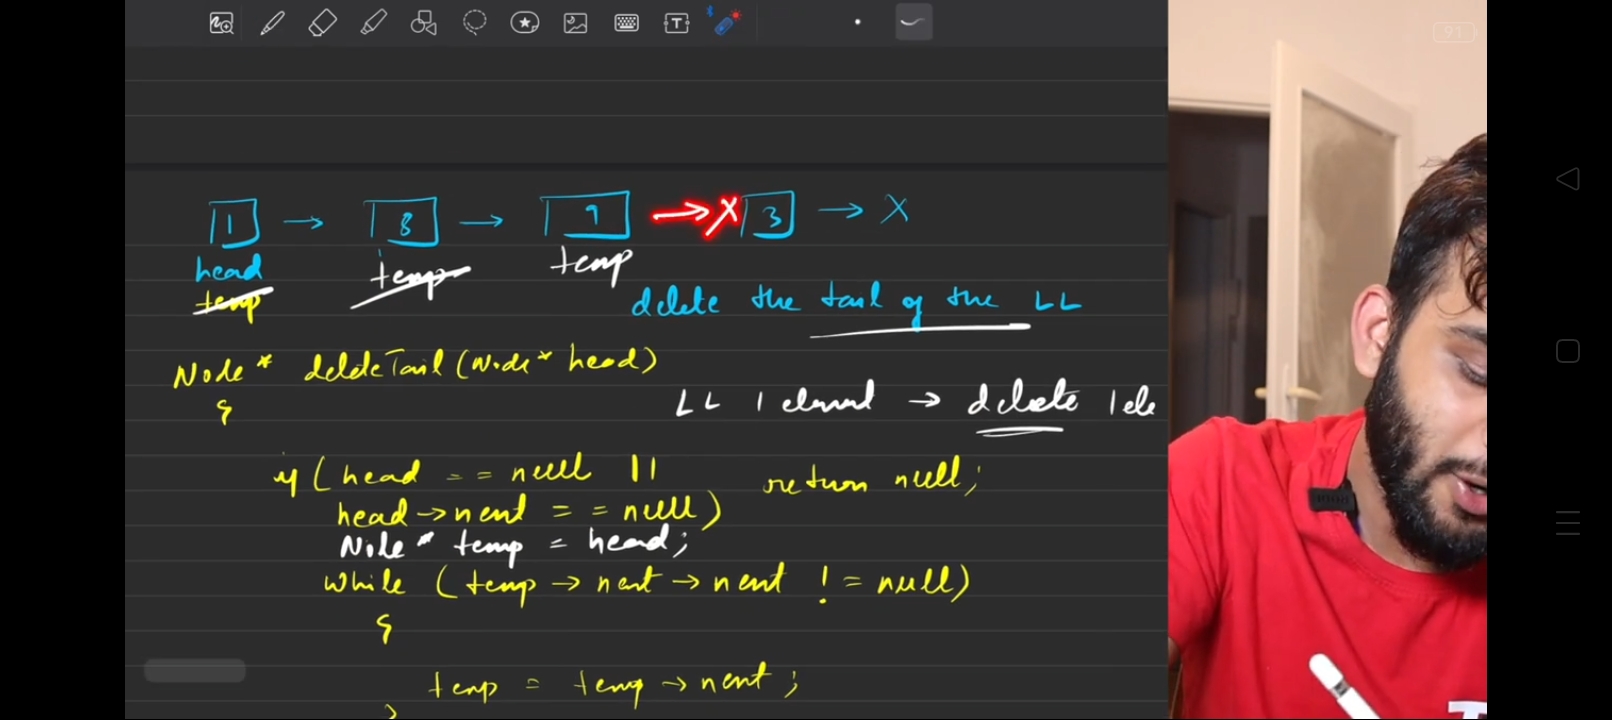 91
1 → 8 → 9 → X 3 → X
head temp temp
temp
delete the tail of the LL
Node* deleteTail(Node* head)
{
LL 1 element → delete 1 ele
if (head == null || return null;
head→next == null)
Node* temp = head;
while (temp → next → next != null)
{
temp = temp → next ;
}